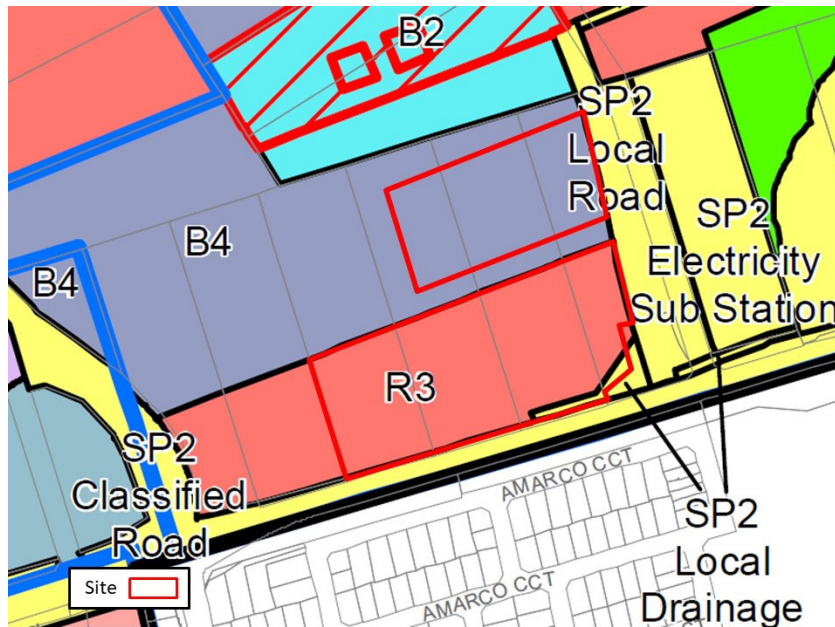 B2
SP2
Local
Road
SP2
Electricity
Sub Station
B4
B4
R3
SP2
Classified
Road
AMARCO CCT
SP2
Local
Drainage
AMARCO CCT
Site